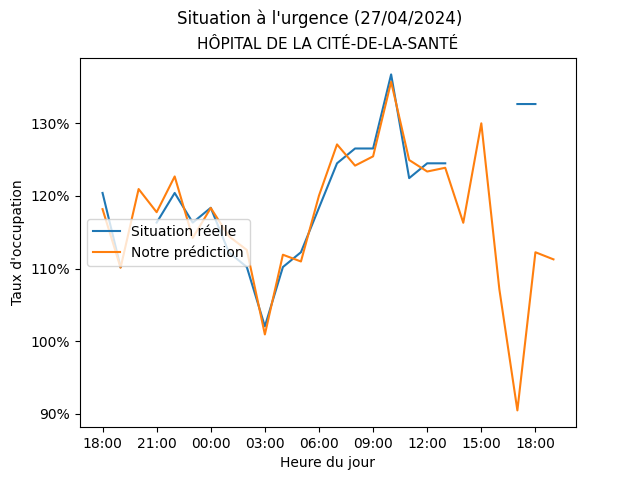 Situation à l'urgence (27/04/2024)
HÔPITAL DE LA CITÉ-DE-LA-SANTÉ
Taux d'occupation
130%
120%
110%
100%
90%
Situation réelle
Notre prédiction
18:00 21:00 00:00 03:00 06:00 09:00 12:00 15:00 18:00
Heure du jour